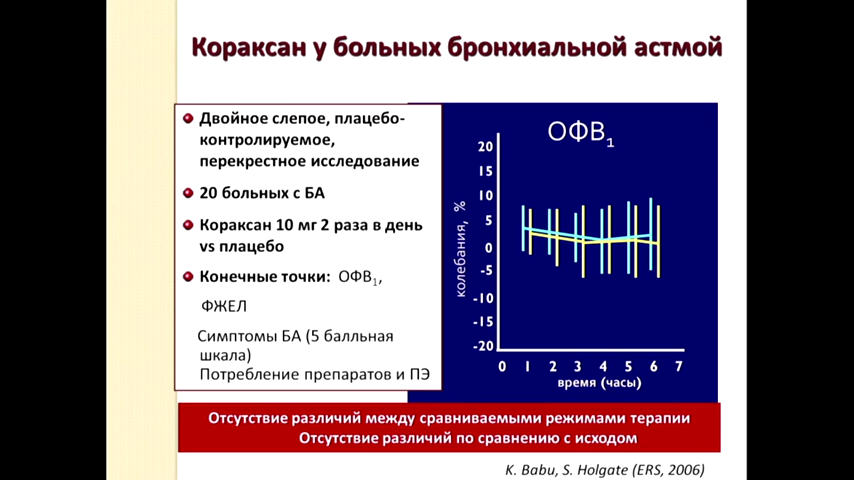 Кораксан у больных бронхиальной астмой
Двойное слепое, плацебо-
контролируемое,
перекрестное исследование
20 больных с БА
Кораксан 10 мг 2 раза в день
vs плацебо
Конечные точки: ОФВ1,
ФЖЕЛ
Симптомы БА (5 балльная
шкала)
Потребление препаратов и ПЭ
ОФВ1
колебания, %
20
15
10
5
0
-5
-10
-15
-20
0 1 2 3 4 5 6 7
время (часы)
Отсутствие различий между сравниваемыми режимами терапии
Отсутствие различий по сравнению с исходом
K. Babu, S. Holgate (ERS, 2006)